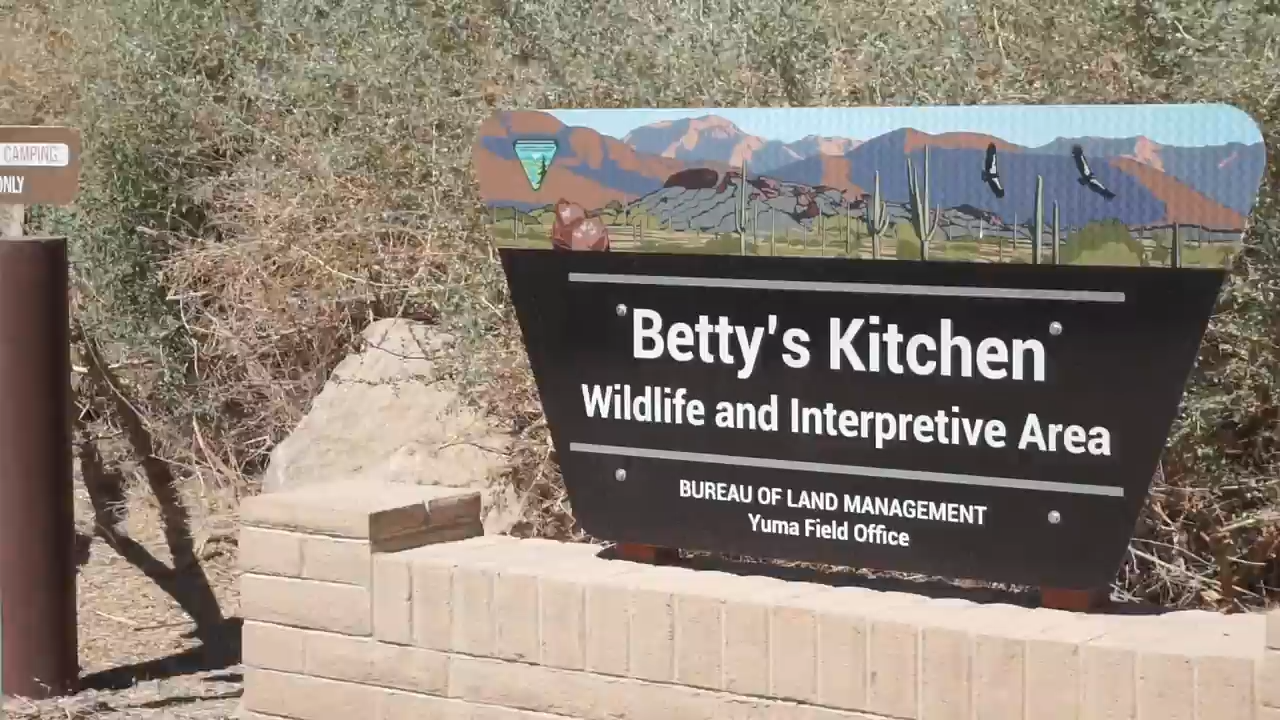 CAMPING
ONLY
Betty's Kitchen
Wildlife and Interpretive Area
BUREAU OF LAND MANAGEMENT
Yuma Field Office